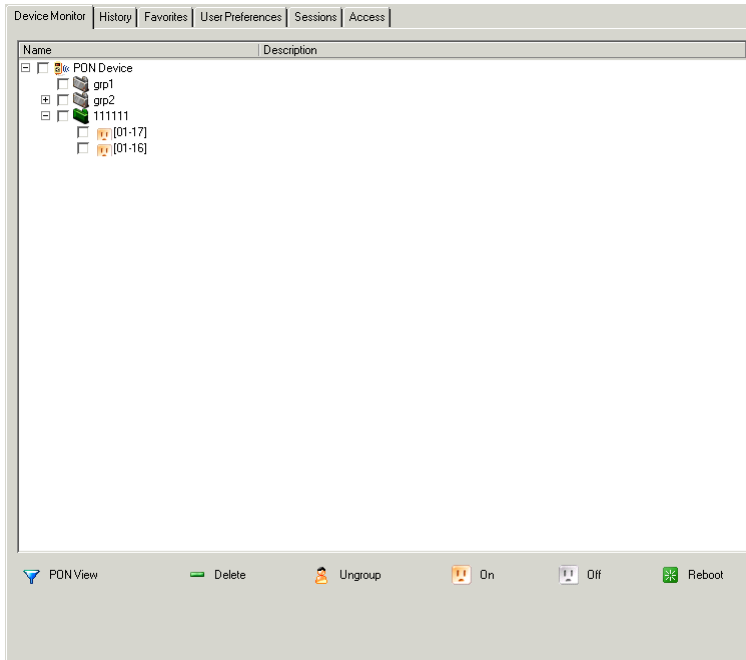 Device Monitor History Favorites User Preferences Sessions Access
Name Description
PON Device
grp1
grp2
111111
[01-17]
[01-16]
PON View Delete Ungroup On Off Reboot